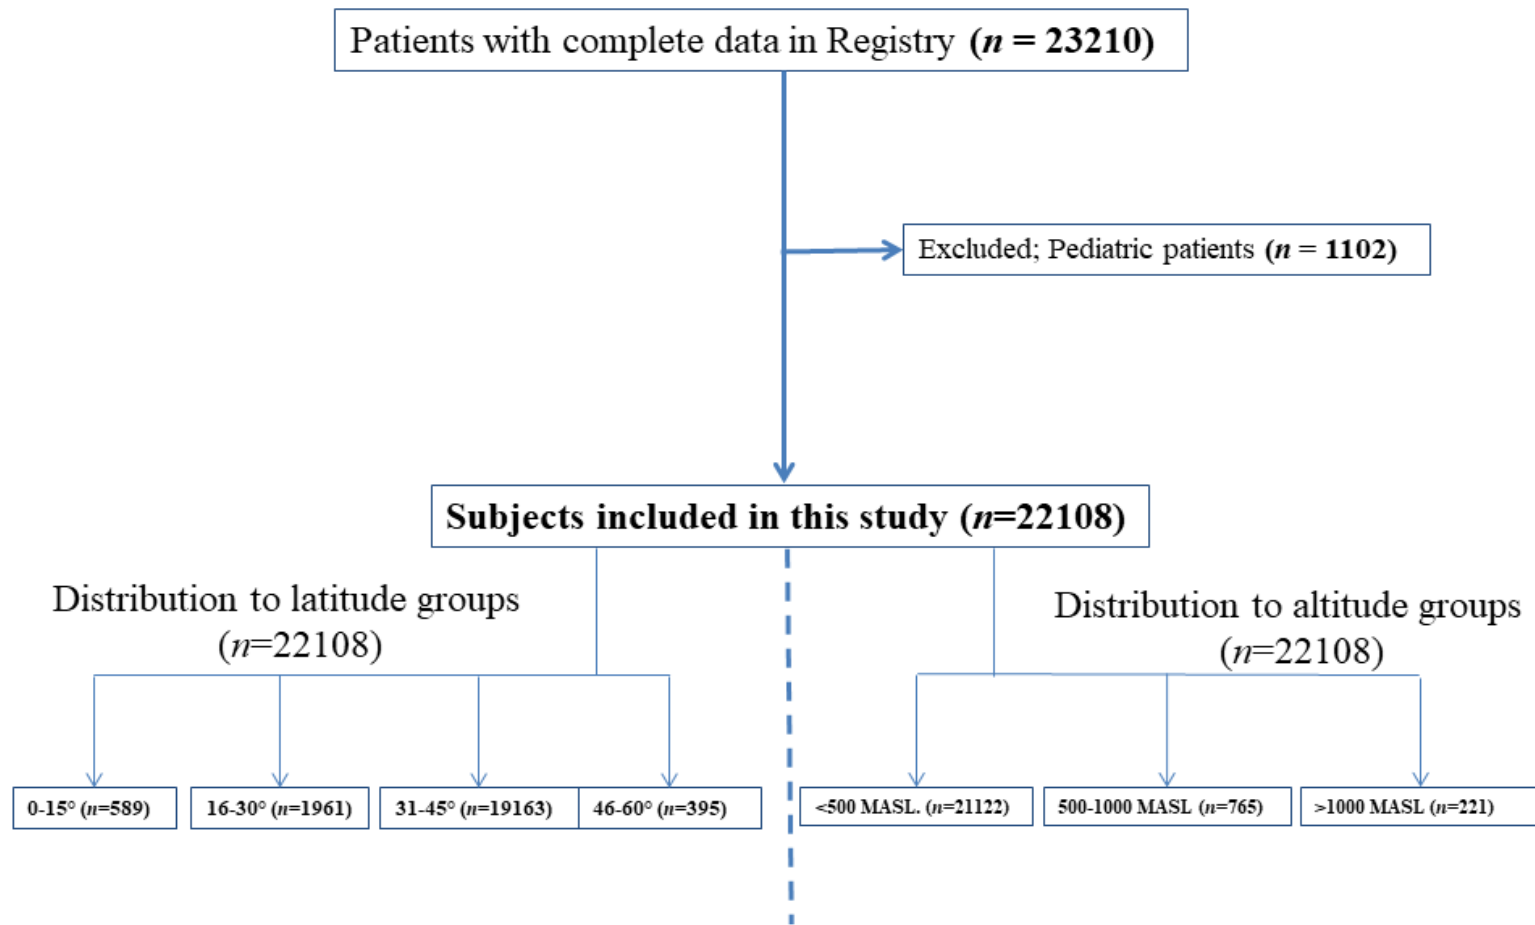 Patients with complete data in Registry (n = 23210)
Excluded; Pediatric patients (n = 1102)
Subjects included in this study (n=22108)
Distribution to latitude groups
(n=22108)
Distribution to altitude groups
(n=22108)
0-15° (n=589)
16-30° (n=1961)
31-45° (n=19163)
46-60° (n=395)
<500 MASL. (n=21122)
500-1000 MASL (n=765)
>1000 MASL (n=221)